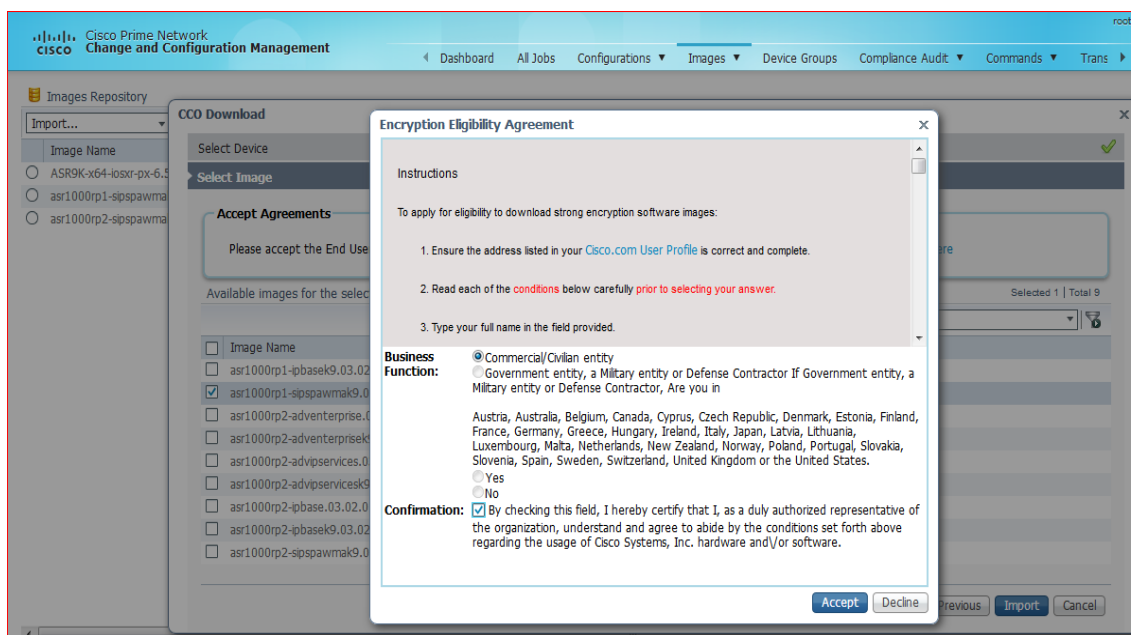 root
cisco
Cisco Prime Network
Change and Configuration Management
Dashboard All Jobs Configurations Images Device Groups Compliance Audit Commands Trans
Images Repository
Import...
Image Name
ASR9K-x64-iosxr-px-6.5
asr1000rp1-sipspawma
asr1000rp2-sipspawma
CCO Download
Select Device
Select Image
Accept Agreements
Please accept the End Use
Available images for the selec
Selected 1 | Total 9
Image Name
asr1000rp1-ipbasek9.03.02
asr1000rp1-sipspawmak9.0
asr1000rp2-adventerprise.0
asr1000rp2-adventerprisek9
asr1000rp2-advipservices.0
asr1000rp2-advipservicesk9
asr1000rp2-ipbase.03.02.0
asr1000rp2-ipbasek9.03.02
asr1000rp2-sipspawmak9.0
Encryption Eligibility Agreement
Instructions
To apply for eligibility to download strong encryption software images:
1. Ensure the address listed in your Cisco.com User Profile is correct and complete.
2. Read each of the conditions below carefully prior to selecting your answer.
3. Type your full name in the field provided.
Business Function:
Commercial/Civilian entity
Government entity, a Military entity or Defense Contractor If Government entity, a
Military entity or Defense Contractor, Are you in
Austria, Australia, Belgium, Canada, Cyprus, Czech Republic, Denmark, Estonia, Finland,
France, Germany, Greece, Hungary, Ireland, Italy, Japan, Latvia, Lithuania,
Luxembourg, Malta, Netherlands, New Zealand, Norway, Poland, Portugal, Slovakia,
Slovenia, Spain, Sweden, Switzerland, United Kingdom or the United States.
Yes
No
Confirmation: By checking this field, I hereby certify that I, as a duly authorized representative of
the organization, understand and agree to abide by the conditions set forth above
regarding the usage of Cisco Systems, Inc. hardware and\/or software.
Accept Decline
Previous Import Cancel